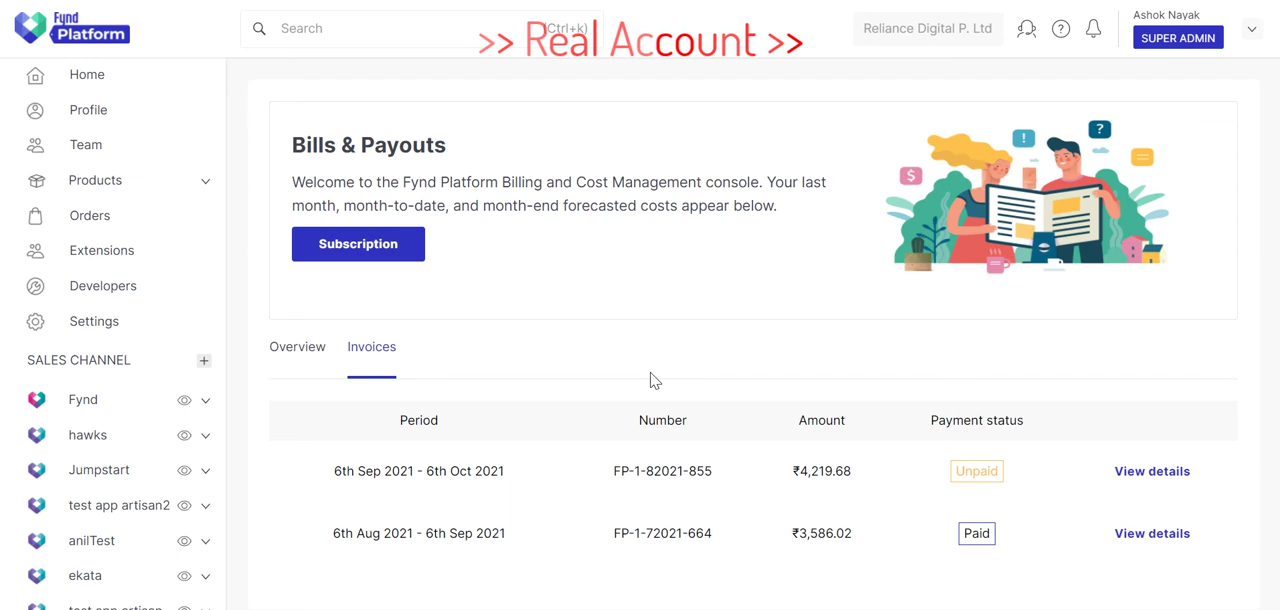 Fynd
Platform
Search
(Ctrl+k)
>> Real Account >>
Reliance Digital P. Ltd
?
Ashok Nayak
SUPER ADMIN
Home
Profile
Team
Products
Orders
Extensions
Developers
Settings
SALES CHANNEL
+
Fynd
hawks
Jumpstart
test app artisan2
anilTest
ekata
test app artisan
Bills & Payouts
Welcome to the Fynd Platform Billing and Cost Management console. Your last
month, month-to-date, and month-end forecasted costs appear below.
Subscription
$
!
?
Overview Invoices
Period Number Amount Payment status
6th Sep 2021 - 6th Oct 2021 FP-1-82021-855 ₹4,219.68 Unpaid View details
6th Aug 2021 - 6th Sep 2021 FP-1-72021-664 ₹3,586.02 Paid View details